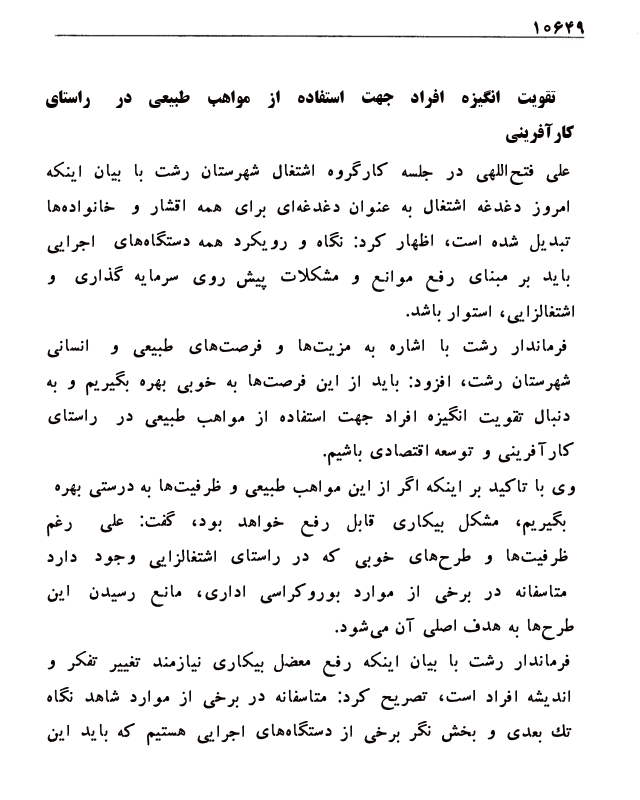 ۱۰۶۴۹
تقویت انگیزه افراد جهت استفاده از مواهب طبیعی در راستای
کارآفرینی
علی فتح‌اللهی در جلسه کارگروه اشتغال شهرستان رشت با بیان اینکه
امروز دغدغه اشتغال به عنوان دغدغه‌ای برای همه اقشار و خانواده‌ها
تبدیل شده است، اظهار کرد: نگاه و رویکرد همه دستگاه‌های اجرایی
باید بر مبنای رفع موانع و مشکلات پیش روی سرمایه گذاری و
اشتغالزایی، استوار باشد.
فرماندار رشت با اشاره به مزیت‌ها و فرصت‌های طبیعی و انسانی
شهرستان رشت، افزود: باید از این فرصت‌ها به خوبی بهره بگیریم و به
دنبال تقویت انگیزه افراد جهت استفاده از مواهب طبیعی در راستای
کارآفرینی و توسعه اقتصادی باشیم.
وی با تاکید بر اینکه اگر از این مواهب طبیعی و ظرفیت‌ها به درستی بهره
بگیریم، مشکل بیکاری قابل رفع خواهد بود، گفت: علی رغم
ظرفیت‌ها و طرح‌های خوبی که در راستای اشتغالزایی وجود دارد
متاسفانه در برخی از موارد بوروکراسی اداری، مانع رسیدن این
طرح‌ها به هدف اصلی آن می‌شود.
فرماندار رشت با بیان اینکه رفع معضل بیکاری نیازمند تغییر تفکر و
اندیشه افراد است، تصریح کرد: متاسفانه در برخی از موارد شاهد نگاه
تك بعدی و بخش نگر برخی از دستگاه‌های اجرایی هستیم که باید این